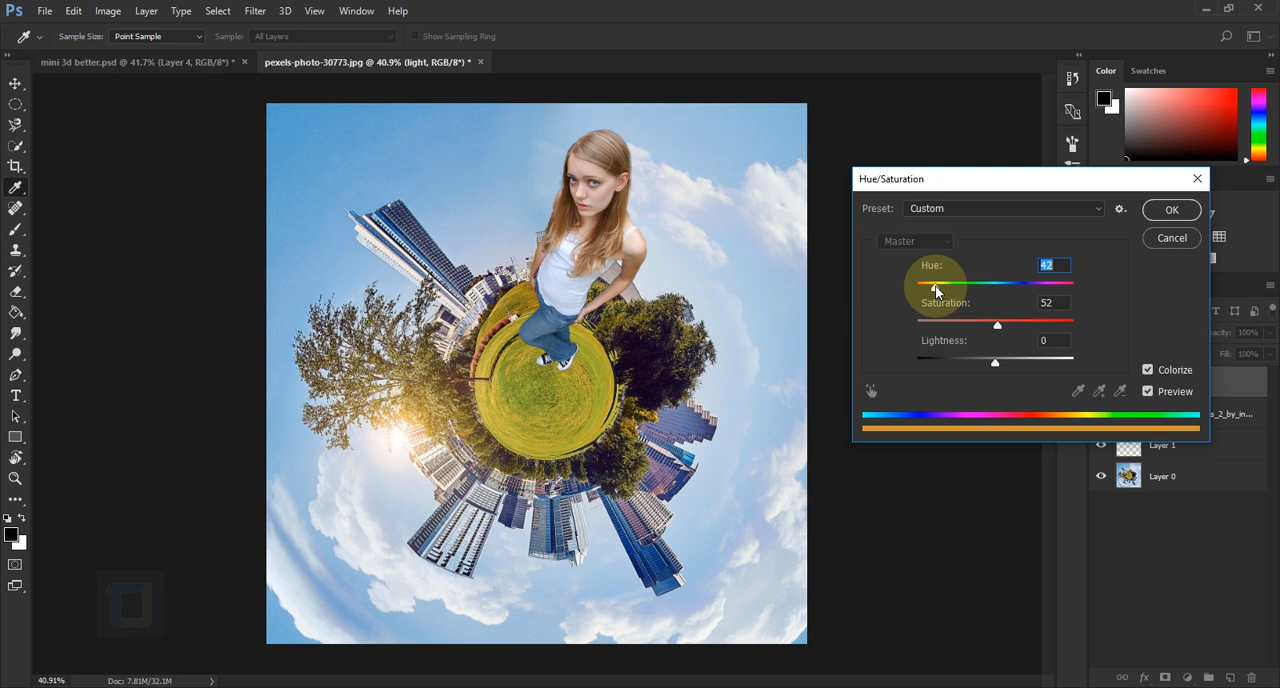 Ps File Edit Image Layer Type Select Filter 3D View Window Help
Sample Size: Point Sample Sample: All Layers Show Sampling Ring
mini 3d better.psd @ 41.7% (Layer 4, RGB/8*) * × pexels-photo-30773.jpg @ 40.9% (light, RGB/8*) * ×
Color Swatches
Hue/Saturation
Preset: Custom OK
Cancel
Master
Hue: 42
Saturation: 52
Lightness: 0
Colorize
Preview
100%
Fill: 100%
s_2_by_in...
Layer 1
Layer 0
40.91% Doc: 7.81M/32.1M